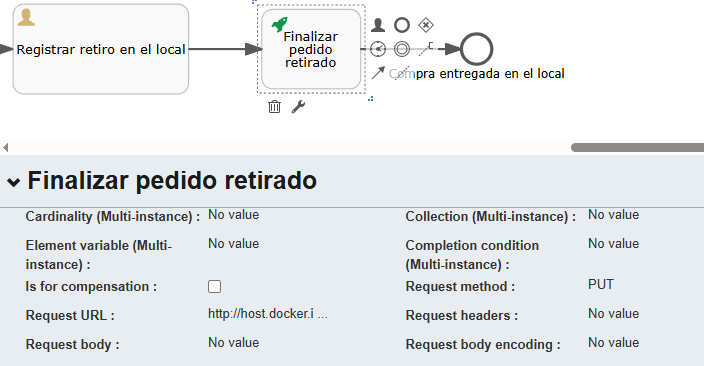 Registrar retiro en el local
Finalizar
pedido
retirado
Compra entregada en el local
Finalizar pedido retirado
Cardinality (Multi-instance) : No value
Collection (Multi-instance) : No value
Element variable (Multi-
instance) : No value
Completion condition
(Multi-instance) : No value
Is for compensation :
Request method : PUT
Request URL : http://host.docker.i ...
Request headers : No value
Request body : No value
Request body encoding : No value